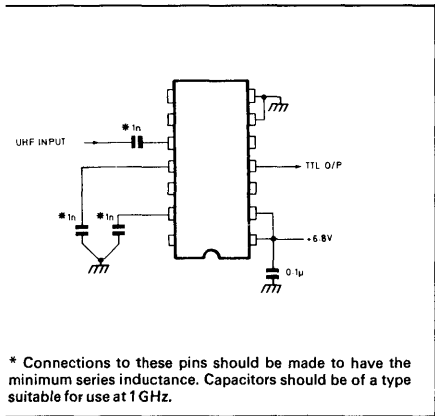 * 1n
UHF INPUT
TTL O/P
* 1n
* 1n
+6.8V
0.1µ
* Connections to these pins should be made to have the
minimum series inductance. Capacitors should be of a type
suitable for use at 1 GHz.